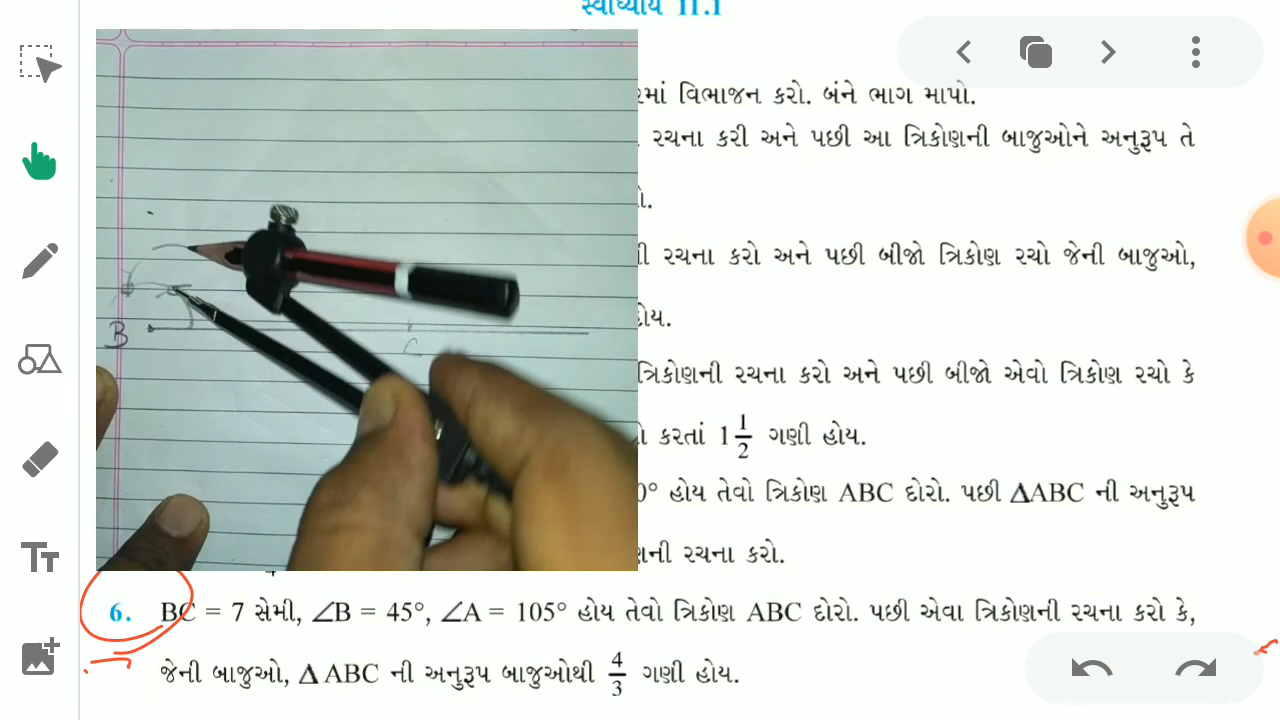 સ્વાધ્યાય 11.1
વિભાજન કરો. બંને ભાગ માપો.
રચના કરી અને પછી આ ત્રિકોણની બાજુઓને અનુરૂપ તે
રચના કરો અને પછી બીજો ત્રિકોણ રચો જેની બાજુઓ,
હોય.
ત્રિકોણની રચના કરો અને પછી બીજો એવો ત્રિકોણ રચો કે
કરતાં 1 1/2 ગણી હોય.
0° હોય તેવો ત્રિકોણ ABC દોરો. પછી ΔABC ની અનુરૂપ
રચના કરો.
B
C
6. BC = 7 સેમી, ∠B = 45°, ∠A = 105° હોય તેવો ત્રિકોણ ABC દોરો. પછી એવા ત્રિકોણની રચના કરો કે,
જેની બાજુઓ, Δ ABC ની અનુરૂપ બાજુઓથી 4/3 ગણી હોય.